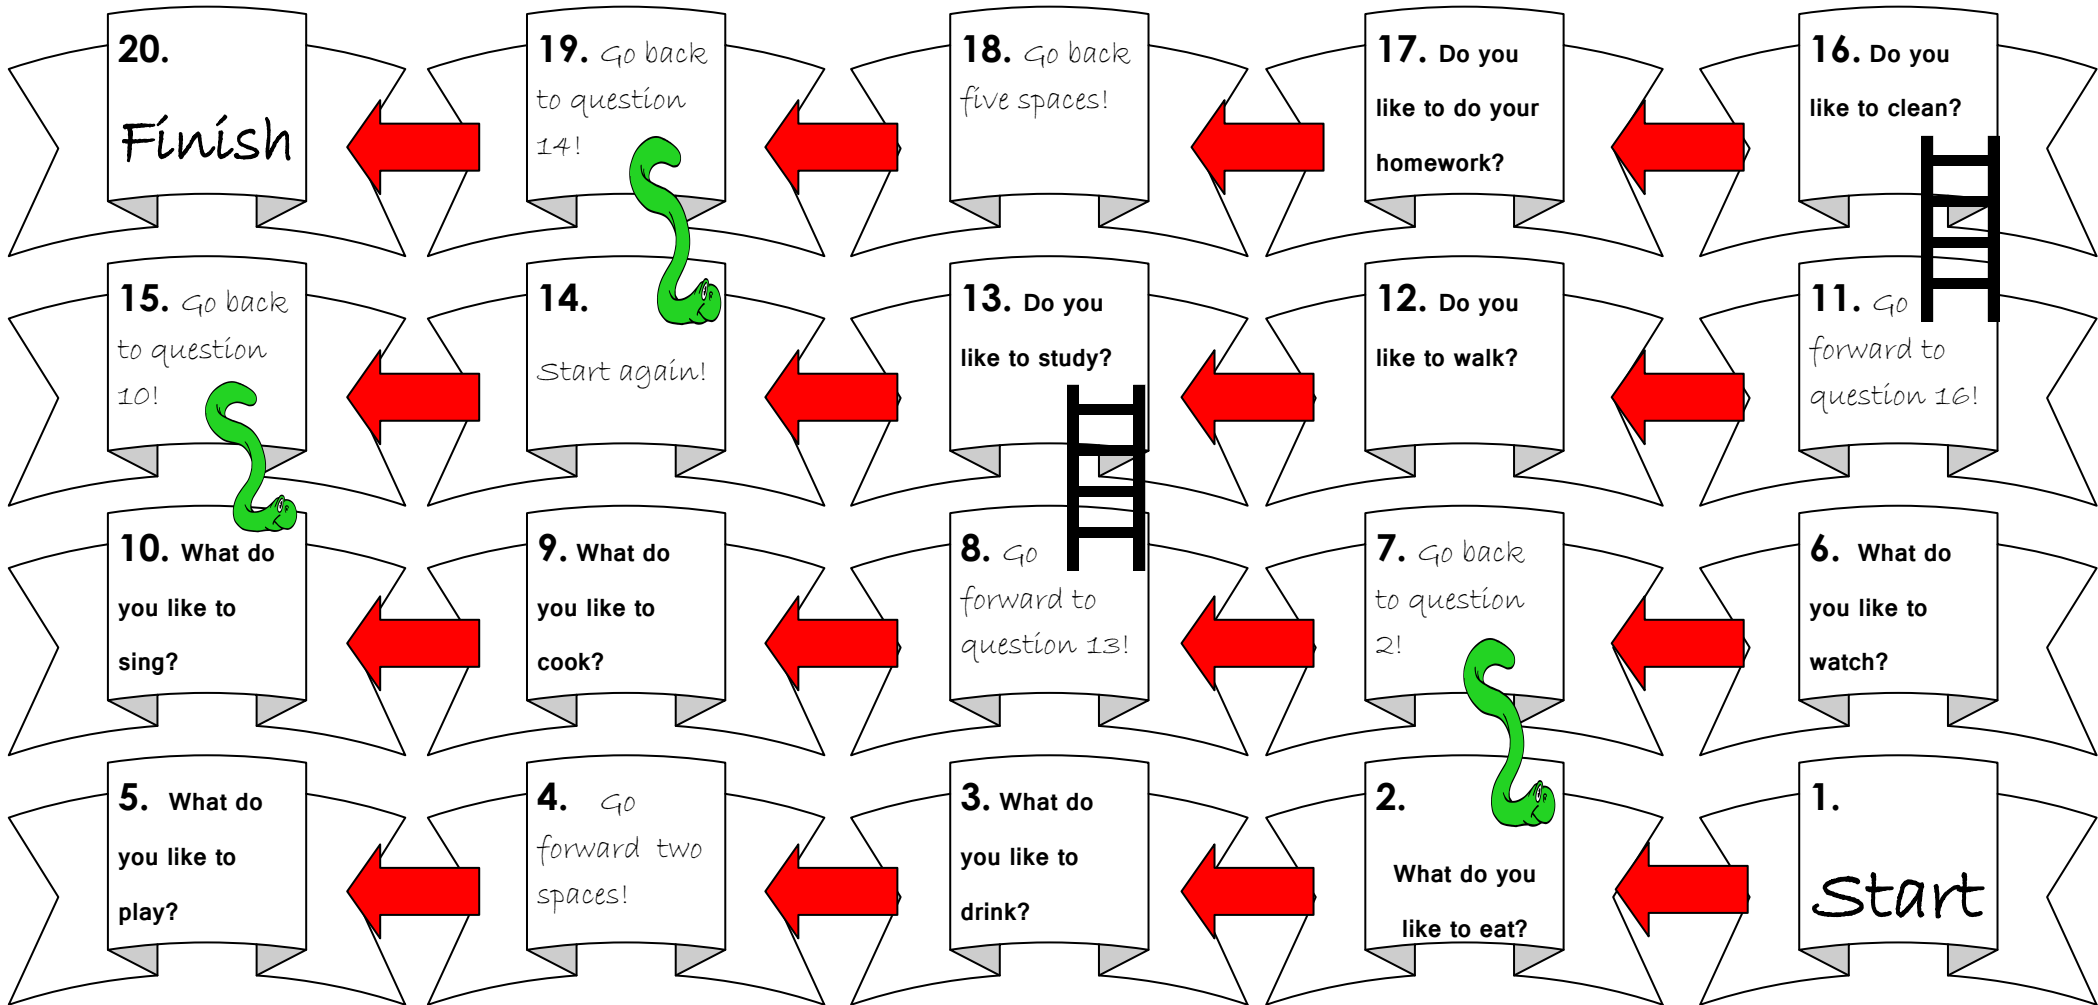 20.
Finish
19. Go back
to question
14!
18. Go back
five spaces!
17. Do you
like to do your
homework?
16. Do you
like to clean?
15. Go back
to question
10!
14.
Start again!
13. Do you
like to study?
12. Do you
like to walk?
11. Go
forward to
question 16!
10. What do
you like to
sing?
9. What do
you like to
cook?
8. Go
forward to
question 13!
7. Go back
to question
2!
6. What do
you like to
watch?
5. What do
you like to
play?
4. Go
forward two
spaces!
3. What do
you like to
drink?
2.
What do you
like to eat?
1.
Start